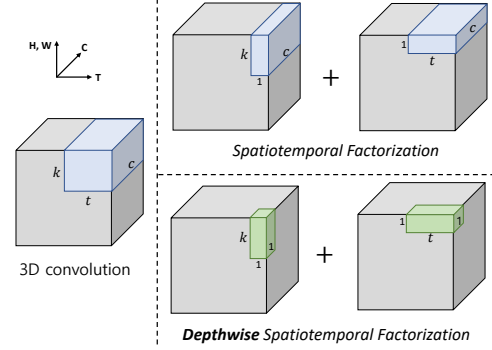 H, W
C
T
k
c
t
3D convolution
k
c
1
+
1
c
t
Spatiotemporal Factorization
k
1
1
+
1
1
t
Depthwise Spatiotemporal Factorization